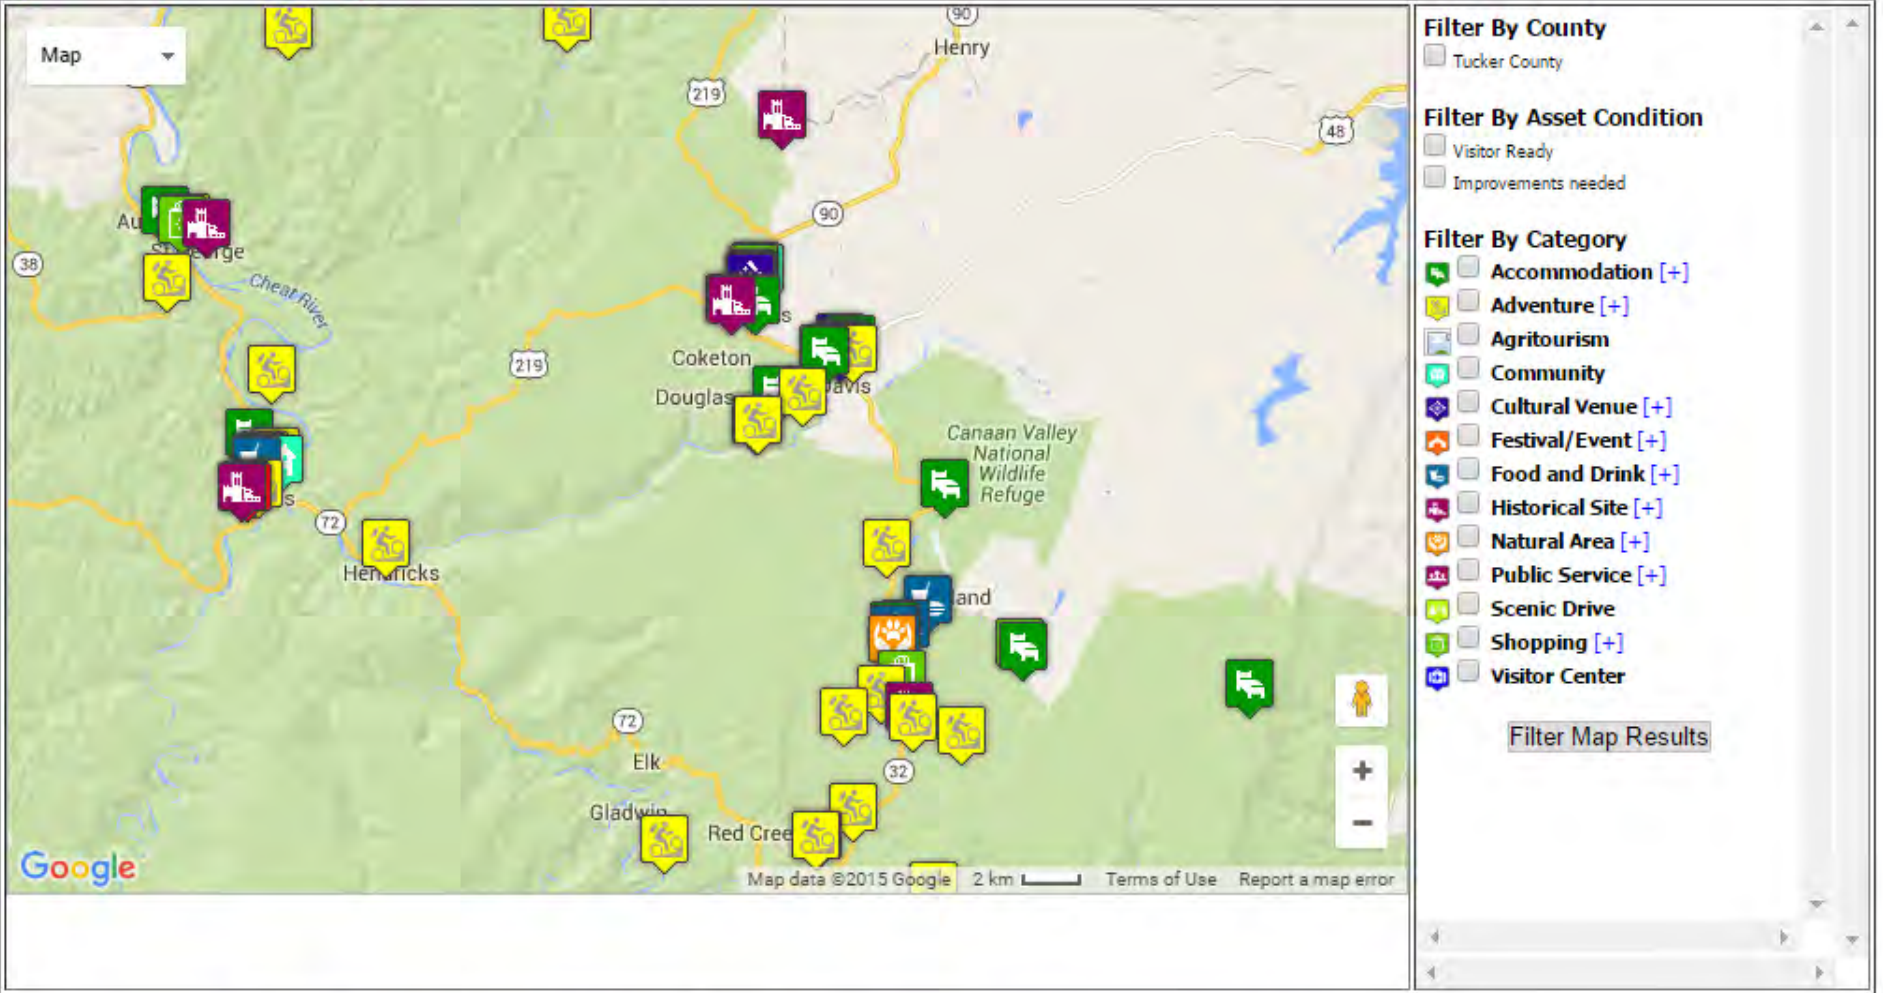 Map
90
Henry
219
48
90
Au
38
Cheat River
219
Coketon
Douglas
Davis
Canaan Valley
National
Wildlife
Refuge
72
Hendricks
land
72
Elk
32
Gladwin
Red Cree
Google
Map data ©2015 Google
2 km
Terms of Use
Report a map error
Filter By County
Tucker County
Filter By Asset Condition
Visitor Ready
Improvements needed
Filter By Category
Accommodation [+]
Adventure [+]
Agritourism
Community
Cultural Venue [+]
Festival/Event [+]
Food and Drink [+]
Historical Site [+]
Natural Area [+]
Public Service [+]
Scenic Drive
Shopping [+]
Visitor Center
Filter Map Results